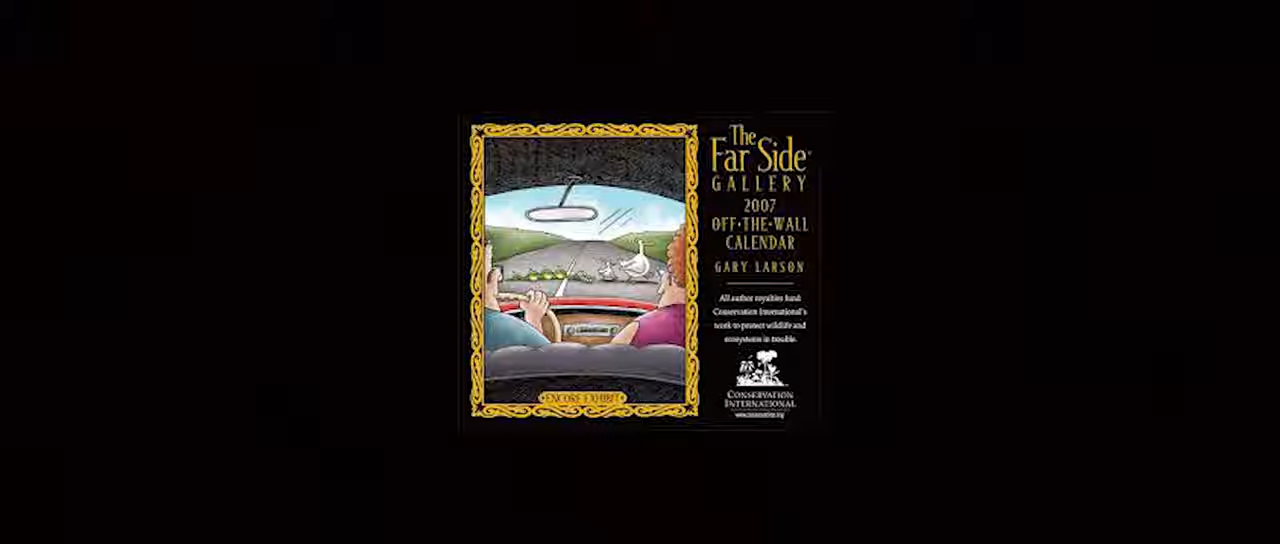 The
Far Side
GALLERY
2007
OFF·THE·WALL
CALENDAR
GARY LARSON
All author royalties fund
Conservation International's
work to protect wildlife and
ecosystems in trouble.
CONSERVATION
INTERNATIONAL
ENCORE EXHIBIT